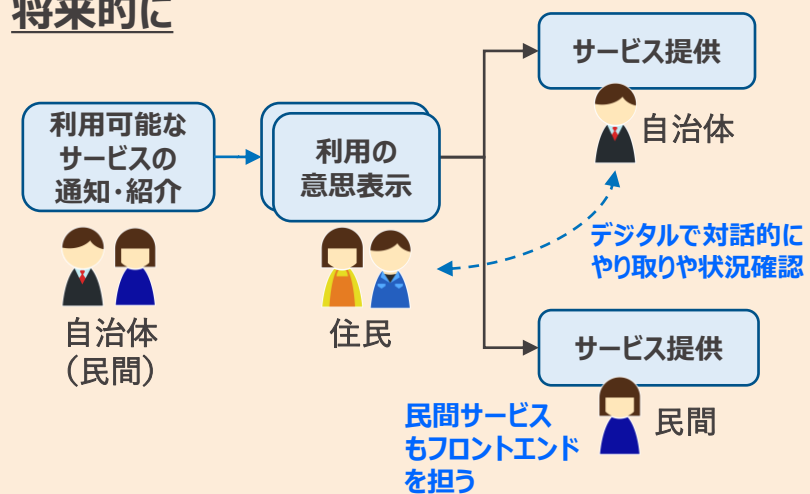 将来的に
利用可能な
サービスの
通知・紹介
自治体
（民間）
利用の
意思表示
住民
サービス提供
自治体
デジタルで対話的に
やり取りや状況確認
サービス提供
民間
民間サービス
もフロントエンド
を担う